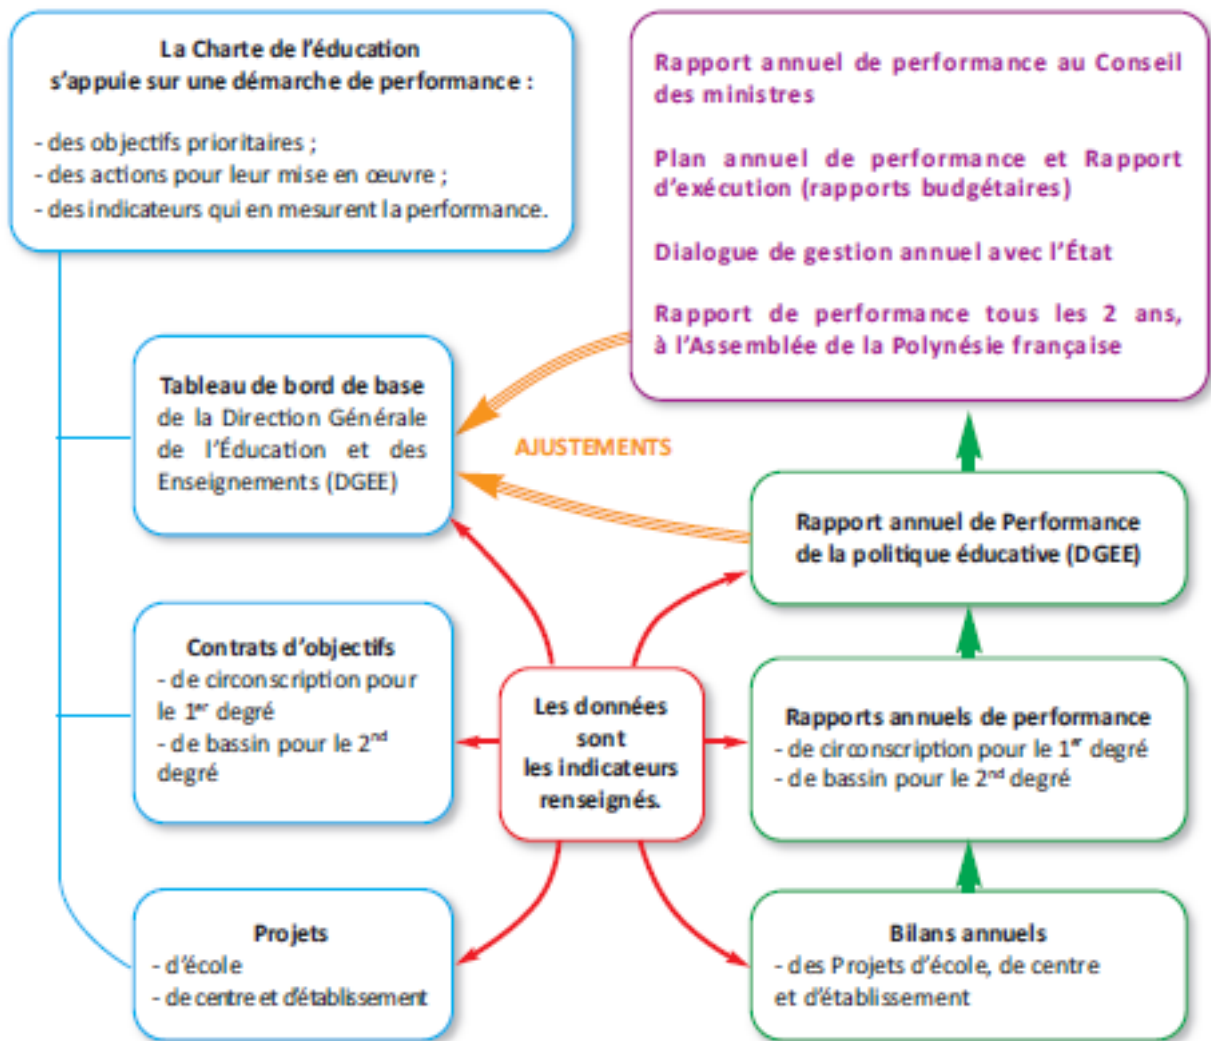 La Charte de l'éducation
s'appuie sur une démarche de performance :
- des objectifs prioritaires ;
- des actions pour leur mise en œuvre ;
- des indicateurs qui en mesurent la performance.
Rapport annuel de performance au Conseil
des ministres
Plan annuel de performance et Rapport
d'exécution (rapports budgétaires)
Dialogue de gestion annuel avec l'État
Rapport de performance tous les 2 ans,
à l'Assemblée de la Polynésie française
Tableau de bord de base
de la Direction Générale
de l'Éducation et des
Enseignements (DGEE)
AJUSTEMENTS
Rapport annuel de Performance
de la politique éducative (DGEE)
Contrats d'objectifs
- de circonscription pour
le 1er degré
- de bassin pour le 2nd
degré
Les données
sont
les indicateurs
renseignés.
Rapports annuels de performance
- de circonscription pour le 1er degré
- de bassin pour le 2nd degré
Projets
- d'école
- de centre et d'établissement
Bilans annuels
- des Projets d'école, de centre
et d'établissement